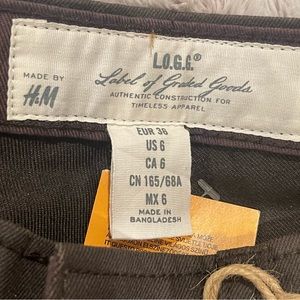 L.O.G.G.®
MADE BY
H&M
Label of Graded Goods
AUTHENTIC CONSTRUCTION FOR
TIMELESS APPAREL
EUR 36
US 6
CA 6
CN 165/68A
MX 6
MADE IN
BANGLADESH